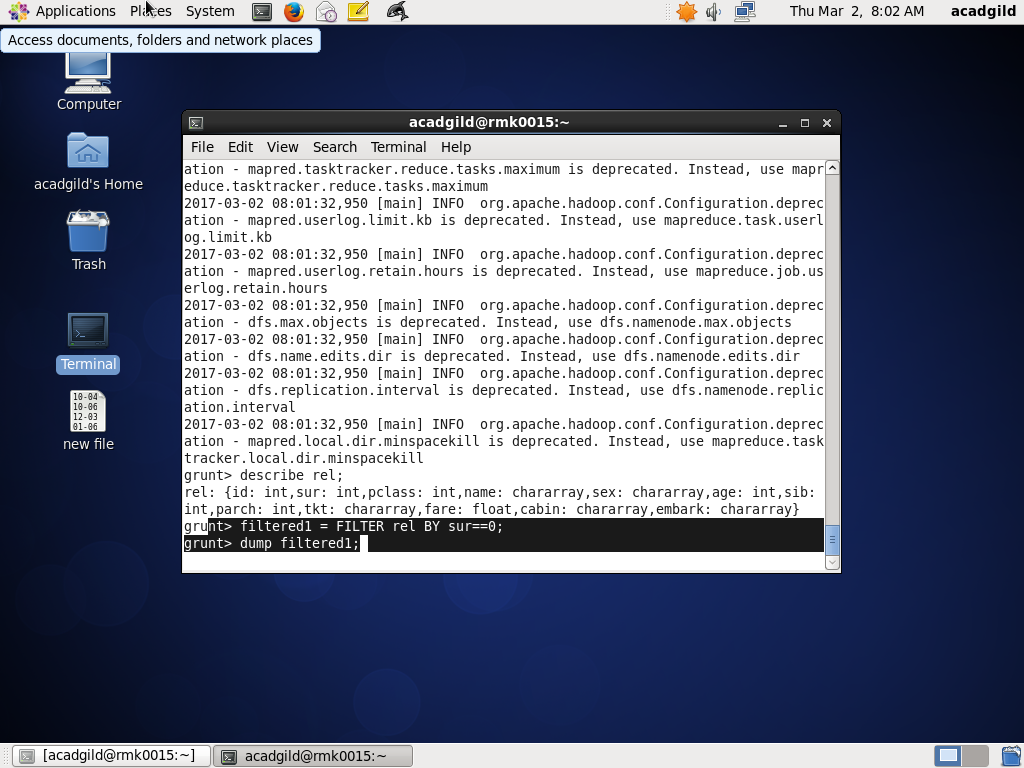 Applications Places System Thu Mar 2, 8:02 AM acadgild
Access documents, folders and network places
Computer
acadgild's Home
Trash
Terminal
10-04
10-06
12-03
01-06
new file
acadgild@rmk0015:~
File Edit View Search Terminal Help
ation - mapred.tasktracker.reduce.tasks.maximum is deprecated. Instead, use mapr
educe.tasktracker.reduce.tasks.maximum
2017-03-02 08:01:32,950 [main] INFO  org.apache.hadoop.conf.Configuration.deprec
ation - mapred.userlog.limit.kb is deprecated. Instead, use mapreduce.task.userl
og.limit.kb
2017-03-02 08:01:32,950 [main] INFO  org.apache.hadoop.conf.Configuration.deprec
ation - mapred.userlog.retain.hours is deprecated. Instead, use mapreduce.job.us
erlog.retain.hours
2017-03-02 08:01:32,950 [main] INFO  org.apache.hadoop.conf.Configuration.deprec
ation - dfs.max.objects is deprecated. Instead, use dfs.namenode.max.objects
2017-03-02 08:01:32,950 [main] INFO  org.apache.hadoop.conf.Configuration.deprec
ation - dfs.name.edits.dir is deprecated. Instead, use dfs.namenode.edits.dir
2017-03-02 08:01:32,950 [main] INFO  org.apache.hadoop.conf.Configuration.deprec
ation - dfs.replication.interval is deprecated. Instead, use dfs.namenode.replic
ation.interval
2017-03-02 08:01:32,950 [main] INFO  org.apache.hadoop.conf.Configuration.deprec
ation - mapred.local.dir.minspacekill is deprecated. Instead, use mapreduce.task
tracker.local.dir.minspacekill
grunt> describe rel;
rel: {id: int,sur: int,pclass: int,name: chararray,sex: chararray,age: int,sib: 
int,parch: int,tkt: chararray,fare: float,cabin: chararray,embark: chararray}
grunt> filtered1 = FILTER rel BY sur==0;
grunt> dump filtered1;
[acadgild@rmk0015:~] acadgild@rmk0015:~